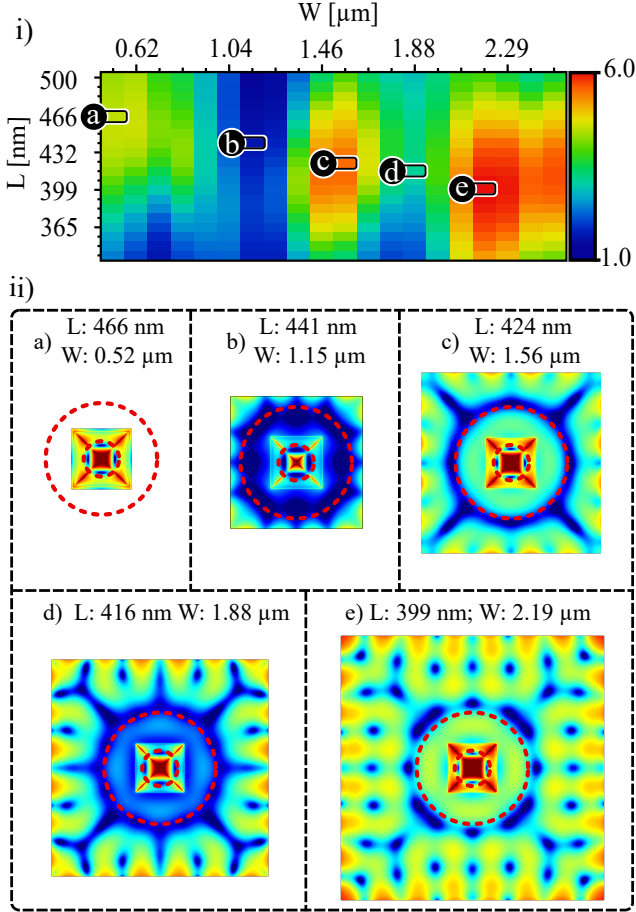 i)
W [µm]
0.62 1.04 1.46 1.88 2.29
L [nm]
500
466
432
399
365
a
b
c
d
e
6.0
1.0
ii)
a) L: 466 nm
W: 0.52 µm
b) L: 441 nm
W: 1.15 µm
c) L: 424 nm
W: 1.56 µm
d) L: 416 nm W: 1.88 µm
e) L: 399 nm; W: 2.19 µm